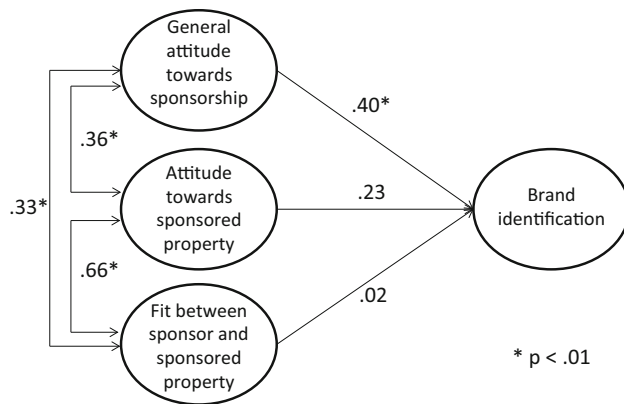 General
attitude
towards
sponsorship
.40*
.36*
Attitude
towards
sponsored
property
.23
Brand
identification
.33*
.66*
.02
Fit between
sponsor and
sponsored
property
* p < .01